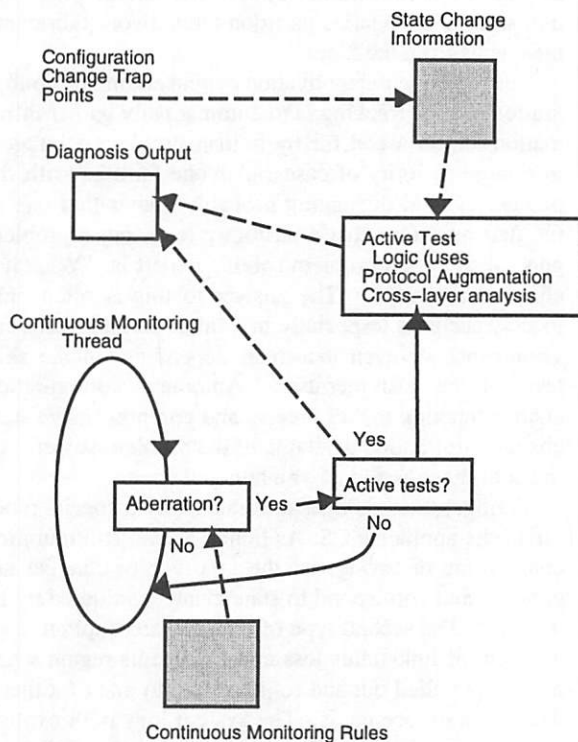 State Change
Information
Configuration
Change Trap
Points
Diagnosis Output
Active Test
Logic (uses
Protocol Augmentation
Cross-layer analysis
Continuous Monitoring
Thread
Yes
Aberration?
Yes
Active tests?
No
No
Continuous Monitoring Rules